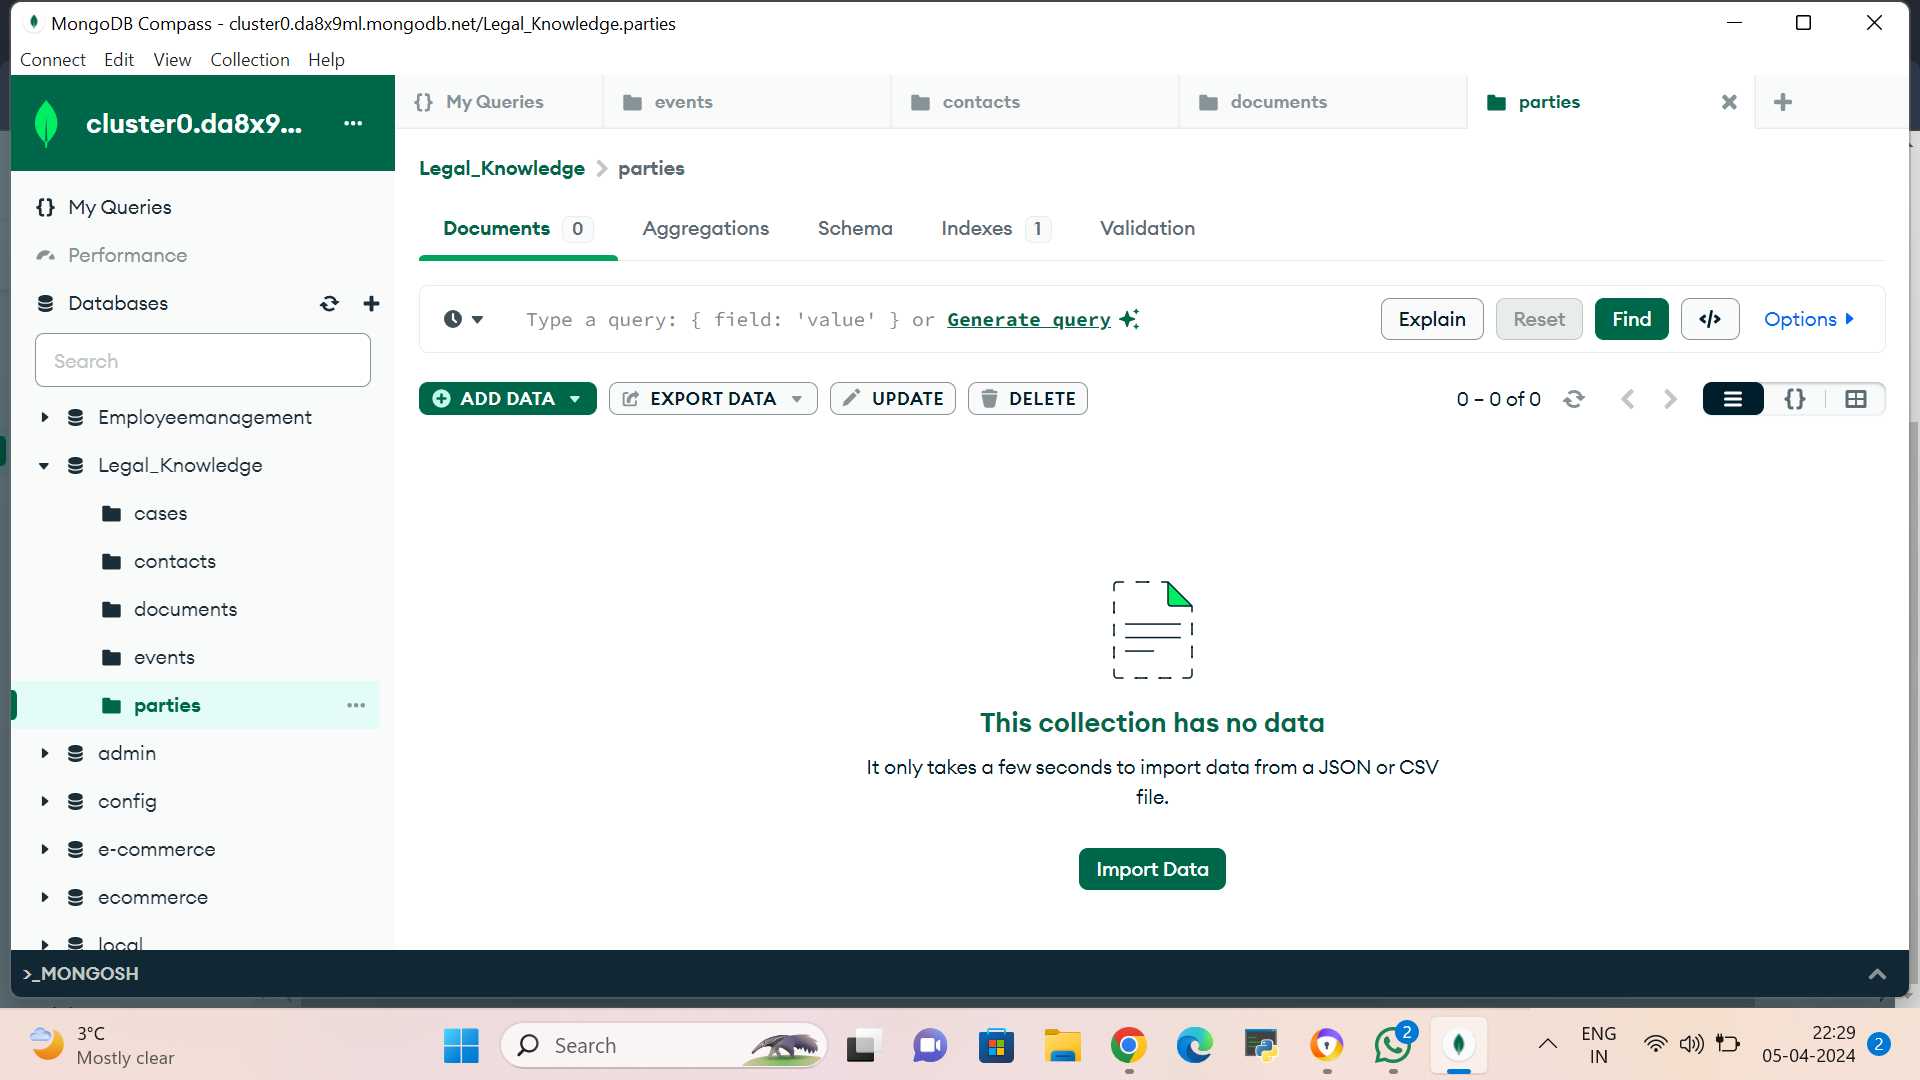 MongoDB Compass - cluster0.da8x9ml.mongodb.net/Legal_Knowledge.parties
Connect Edit View Collection Help
cluster0.da8x9... ...
{} My Queries
events
contacts
documents
parties
My Queries
Performance
Databases
Search
Employeemanagement
Legal_Knowledge
cases
contacts
documents
events
parties
admin
config
e-commerce
ecommerce
local
Legal_Knowledge > parties
Documents 0 Aggregations Schema Indexes 1 Validation
Type a query: { field: 'value' } or Generate query
Explain Reset Find </> Options
ADD DATA EXPORT DATA UPDATE DELETE
0 – 0 of 0 {}
This collection has no data
It only takes a few seconds to import data from a JSON or CSV
file.
Import Data
>_MONGOSH
3°C
Mostly clear
Search
2
ENG
IN
22:29
05-04-2024
2